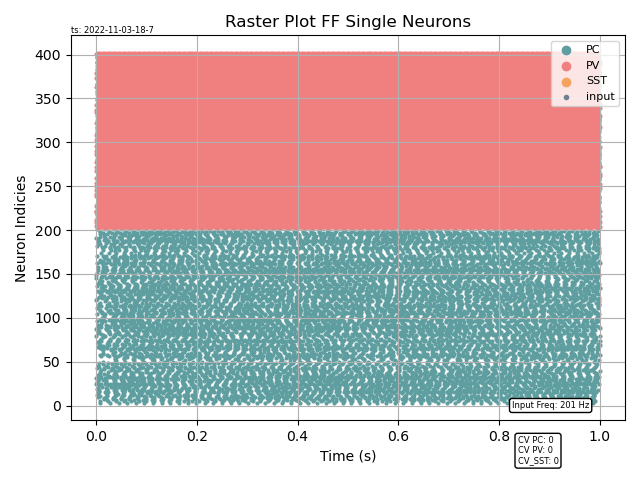 Raster Plot FF Single Neurons
ts: 2022-11-03-18-7
PC
PV
SST
input
400
350
300
250
200
150
100
50
0
Neuron Indicies
Input Freq: 201 Hz
0.0 0.2 0.4 0.6 0.8 1.0
Time (s)
CV PC: 0
CV PV: 0
CV_SST: 0